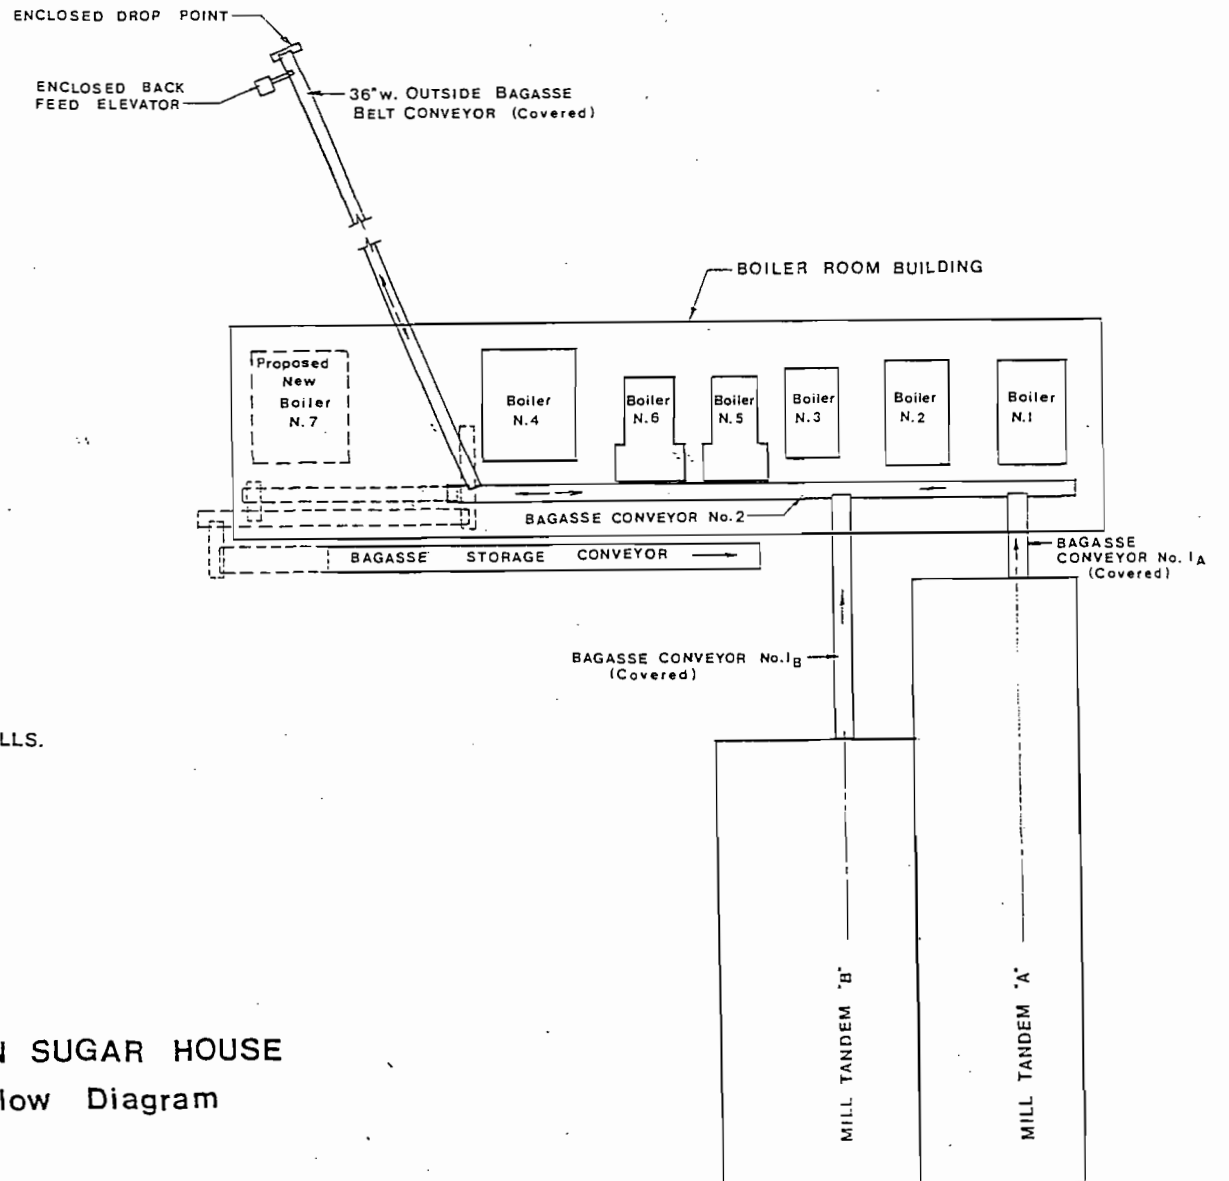 ENCLOSED DROP POINT
ENCLOSED BACK
FEED ELEVATOR
36"w. OUTSIDE BAGASSE
BELT CONVEYOR (Covered)
BOILER ROOM BUILDING
Proposed
New
Boiler
N.7
Boiler
N.4
Boiler
N.6
Boiler
N.5
Boiler
N.3
Boiler
N.2
Boiler
N.1
BAGASSE CONVEYOR No.2
BAGASSE STORAGE CONVEYOR
BAGASSE
CONVEYOR No. 1A
(Covered)
BAGASSE CONVEYOR No.1B
(Covered)
LLS.
MILL TANDEM "B"
MILL TANDEM "A"
N SUGAR HOUSE
low Diagram